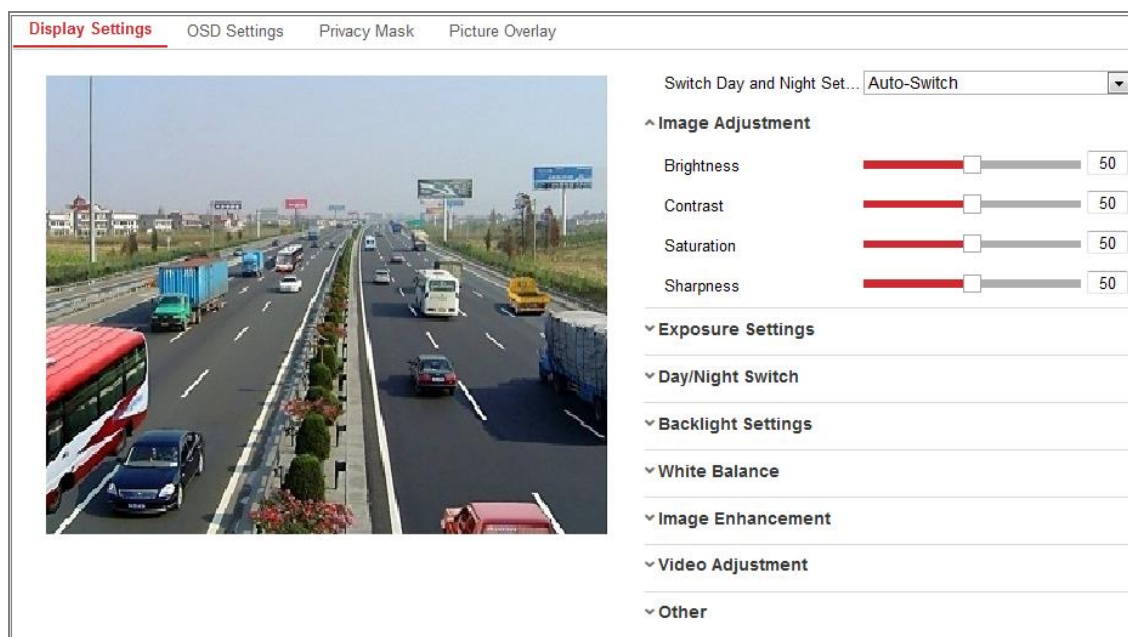 Display Settings OSD Settings Privacy Mask Picture Overlay
Switch Day and Night Set... Auto-Switch
Image Adjustment
Brightness 50
Contrast 50
Saturation 50
Sharpness 50
Exposure Settings
Day/Night Switch
Backlight Settings
White Balance
Image Enhancement
Video Adjustment
Other